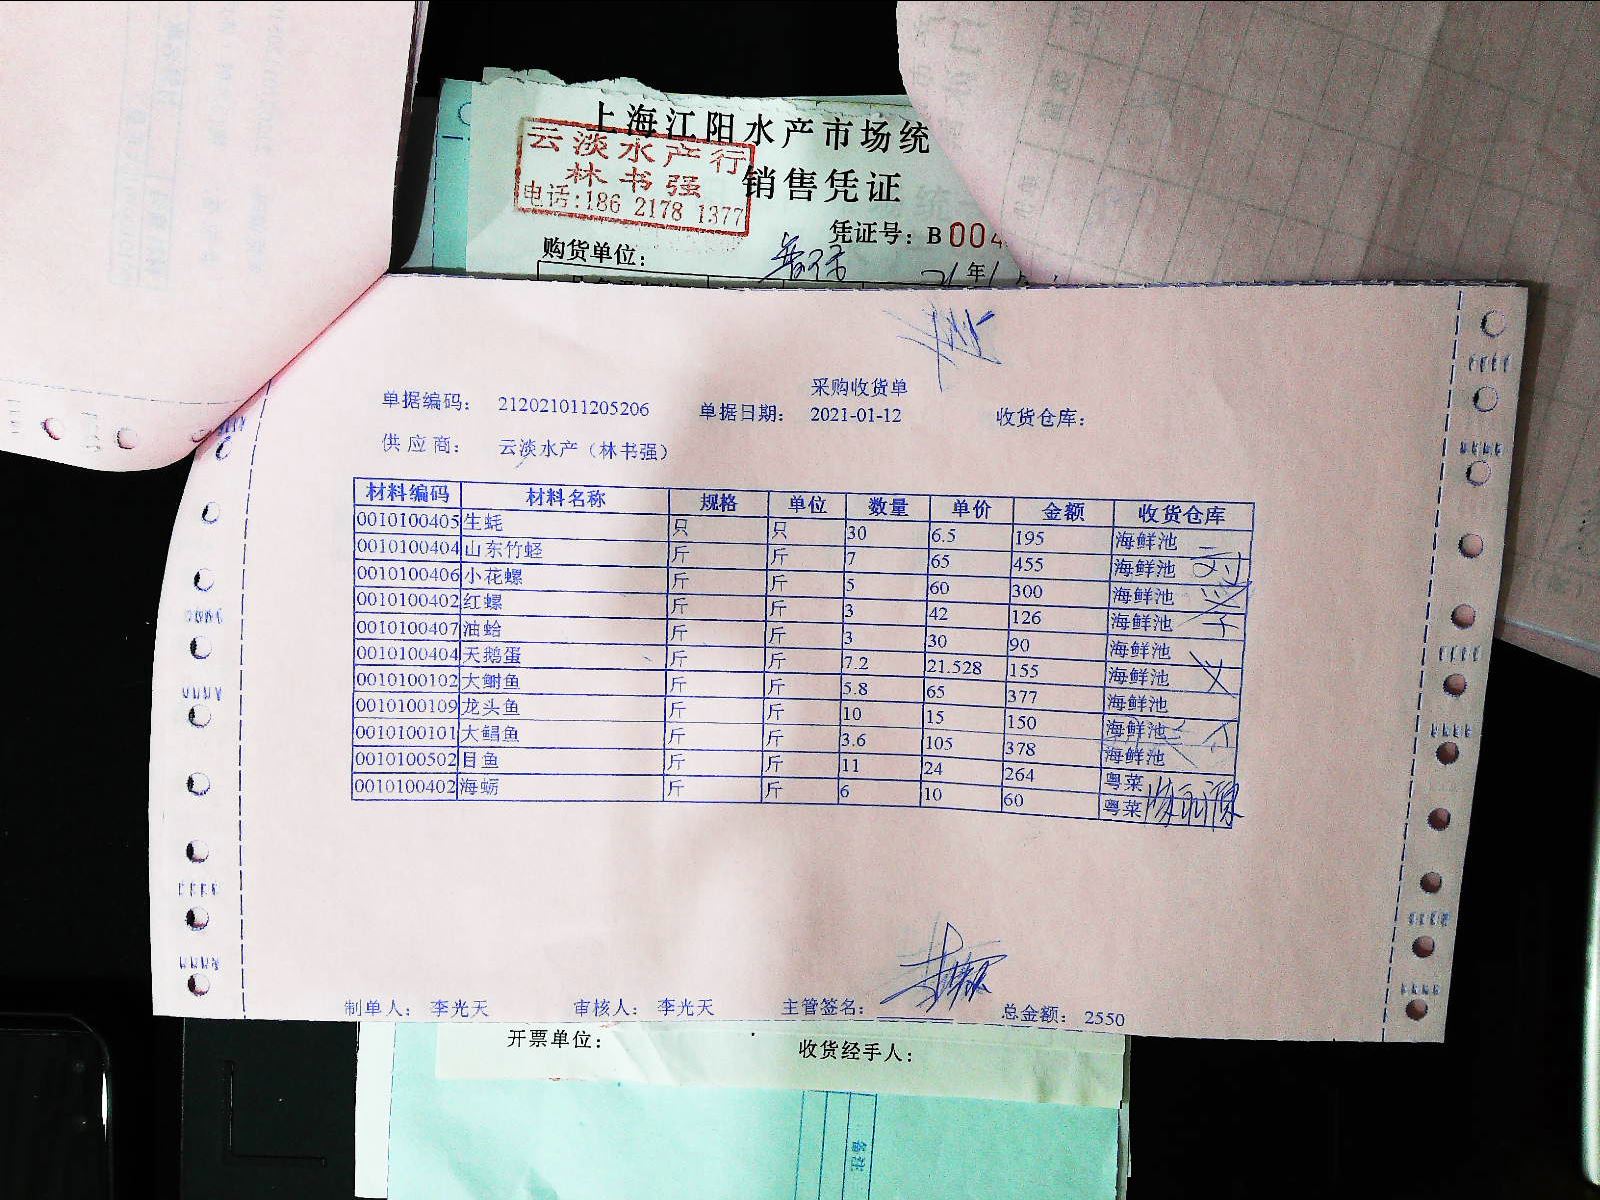 上海江阳水产市场统
云淡水产行
林书强
电话:186 2178 1377
销售凭证
凭证号: B004
购货单位:
21年1
采购收货单
单据编码: 212021011205206 单据日期: 2021-01-12 收货仓库:
供应商: 云淡水产（林书强）
材料编码 材料名称 规格 单位 数量 单价 金额 收货仓库
0010100405 生蚝 只 只 30 6.5 195 海鲜池
0010100404 山东竹蛏 斤 斤 7 65 455 海鲜池
0010100406 小花螺 斤 斤 5 60 300 海鲜池
0010100402 红螺 斤 斤 3 42 126 海鲜池
0010100407 油蛤 斤 斤 3 30 90 海鲜池
0010100404 天鹅蛋 斤 斤 7.2 21.528 155 海鲜池
0010100102 大鲋鱼 斤 斤 5.8 65 377 海鲜池
0010100109 龙头鱼 斤 斤 10 15 150 海鲜池
0010100101 大鲳鱼 斤 斤 3.6 105 378 海鲜池
0010100502 目鱼 斤 斤 11 24 264 粤菜
0010100402 海蛎 斤 斤 6 10 60 粤菜
制单人: 李光天 审核人: 李光天 主管签名: 总金额: 2550
开票单位: 收货经手人:
备注